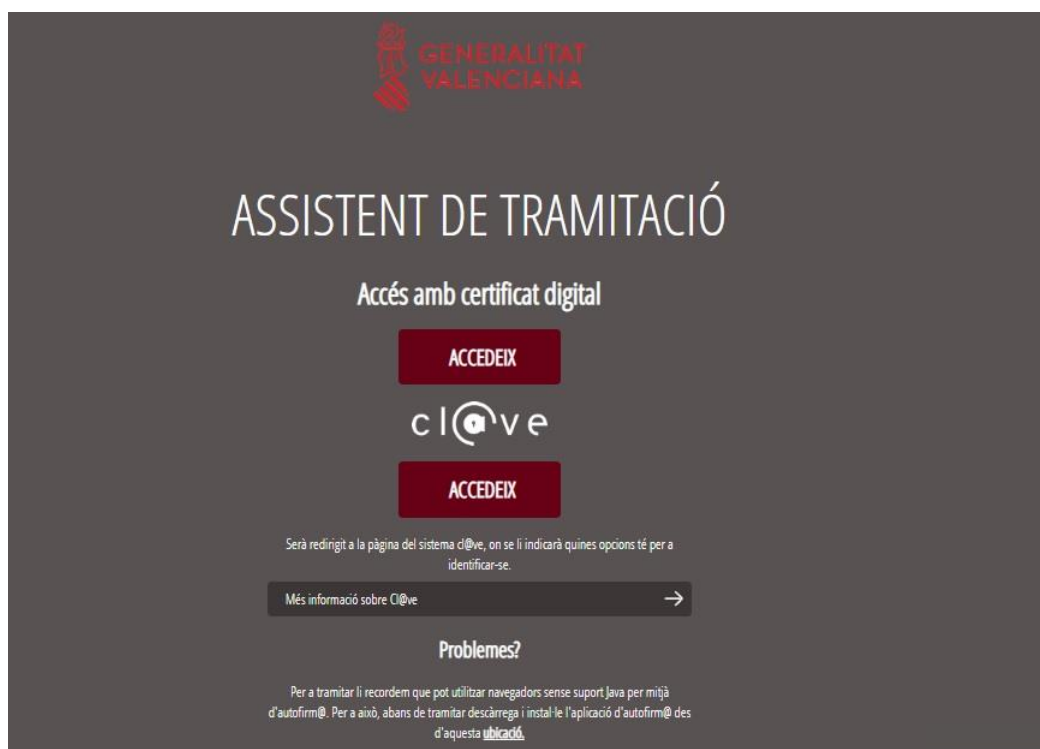 GENERALITAT
VALENCIANA
ASSISTENT DE TRAMITACIÓ
Accés amb certificat digital
ACCEDEIX
cl@ve
ACCEDEIX
Serà redirigit a la pàgina del sistema cl@ve, on se li indicarà quines opcions té per a
identificar-se.
Més informació sobre Cl@ve →
Problemes?
Per a tramitar li recordem que pot utilitzar navegadors sense suport Java per mitjà
d'autofirm@. Per a això, abans de tramitar descàrrega i instal·le l'aplicació d'autofirm@ des
d'aquesta ubicació.